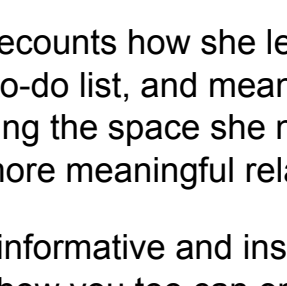 ecounts how she le
o-do list, and mean
ng the space she n
nore meaningful rela
informative and ins
how you too can er